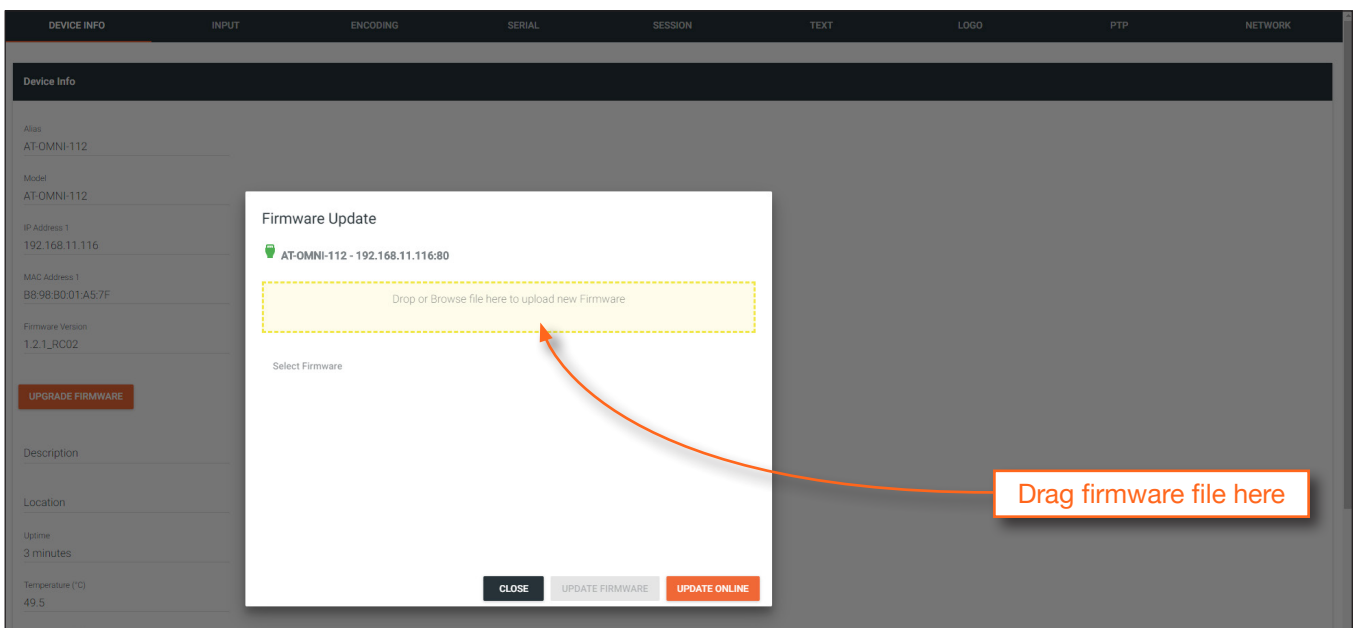 DEVICE INFO INPUT ENCODING SERIAL SESSION TEXT LOGO PTP NETWORK
Device Info
Alias
AT-OMNI-112
Model
AT-OMNI-112
IP Address 1
192.168.11.116
MAC Address 1
B8:98:B0:01:A5:7F
Firmware Version
1.2.1_RC02
UPGRADE FIRMWARE
Description
Location
Uptime
3 minutes
Temperature (°C)
49.5
Firmware Update
AT-OMNI-112 - 192.168.11.116:80
Drop or Browse file here to upload new Firmware
Select Firmware
CLOSE UPDATE FIRMWARE UPDATE ONLINE
Drag firmware file here